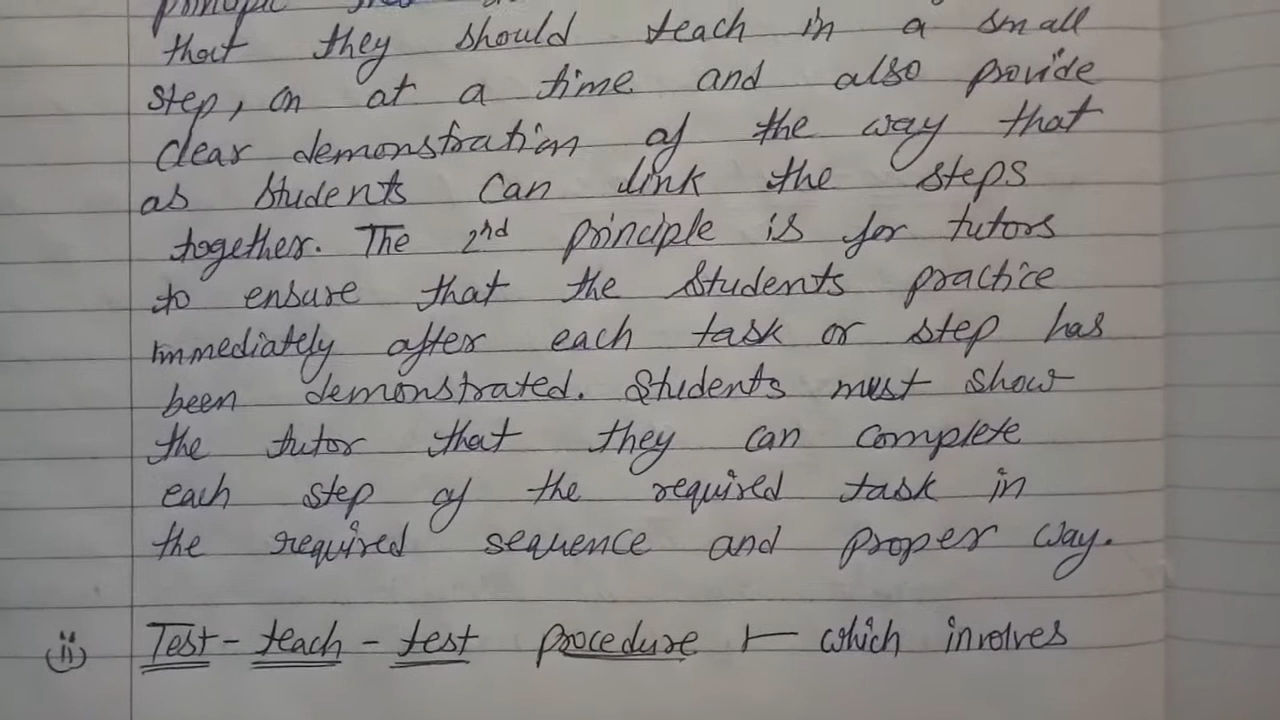 that they should teach in a small
step, on at a time and also provide
clear demonstration of the way that
as students can link the steps
together. The 2nd principle is for tutors
to ensure that the students practice
immediately after each task or step has
been demonstrated. Students must show
the tutor that they can complete
each step of the required task in
the required sequence and proper way.
(ii) Test-teach-test procedure :- which involves